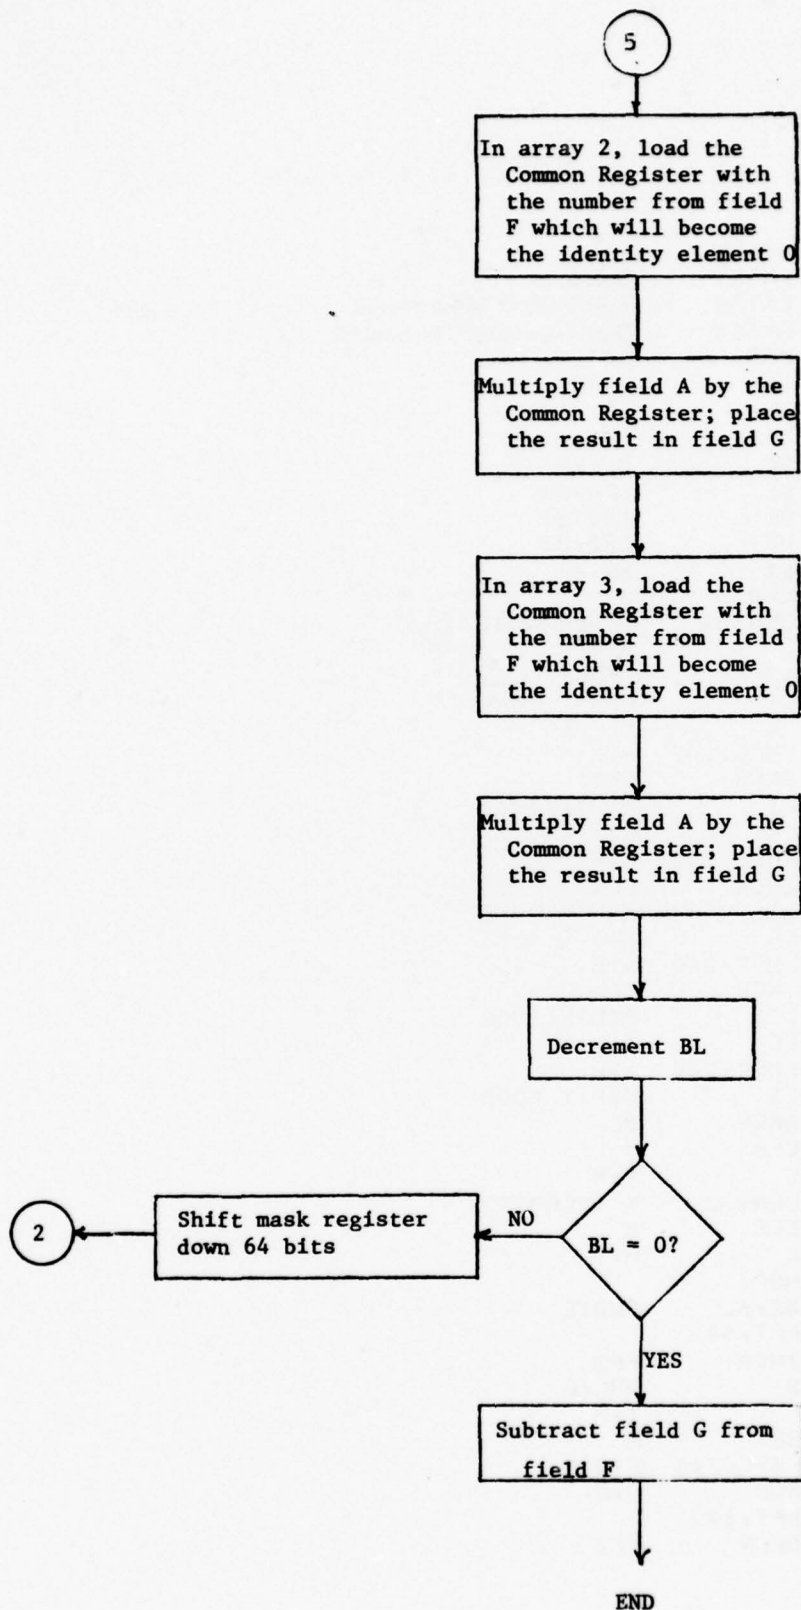 5
In array 2, load the
Common Register with
the number from field
F which will become
the identity element 0
Multiply field A by the
Common Register; place
the result in field G
In array 3, load the
Common Register with
the number from field
F which will become
the identity element 0
Multiply field A by the
Common Register; place
the result in field G
Decrement BL
BL = 0?
NO
Shift mask register
down 64 bits
2
YES
Subtract field G from
field F
END